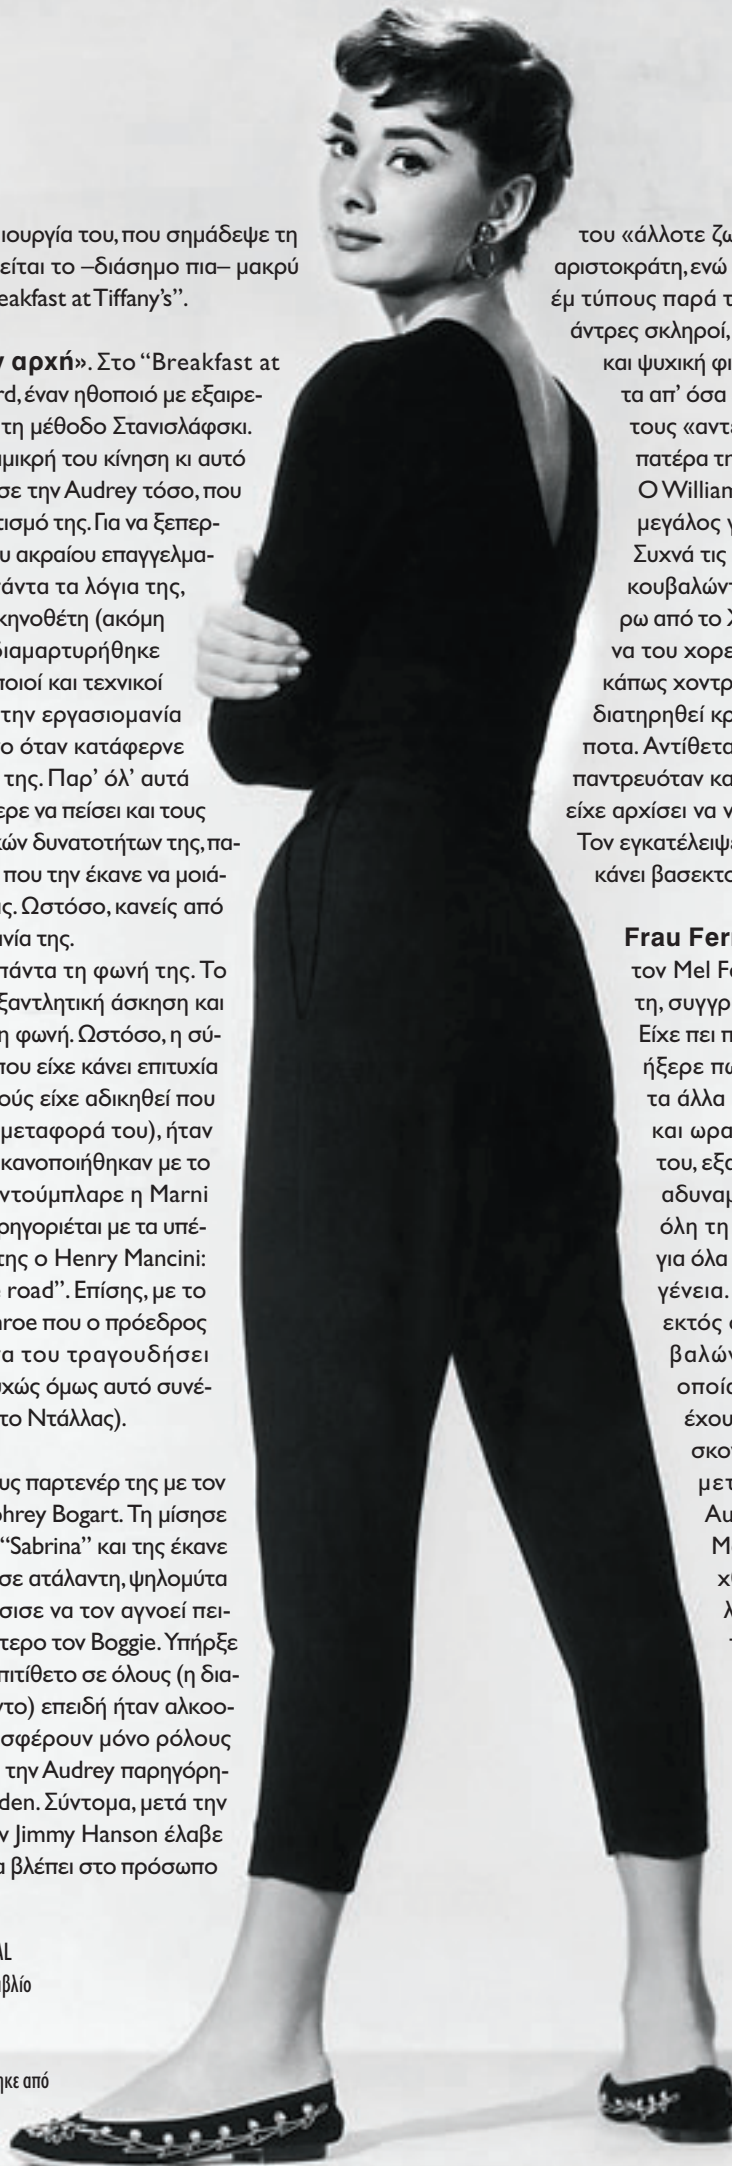 ιουργία του, που σημάδεψε τη
είται το –διάσημο πια– μακρύ
eakfast at Tiffany’s”.
ν αρχή». Στο “Breakfast at
rd, έναν ηθοποιό με εξαιρε-
τη μέθοδο Στανισλάφσκι.
μικρή του κίνηση κι αυτό
σε την Audrey τόσο, που
τισμό της. Για να ξεπερ-
υ ακραίου επαγγελμα-
άντα τα λόγια της,
κηνοθέτη (ακόμη
διαμαρτυρήθηκε
ποιοί και τεχνικοί
την εργασιομανία
ο όταν κατάφερνε
της. Παρ’ όλ’ αυτά
ερε να πείσει και τους
κών δυνατοτήτων της, πα-
που την έκανε να μοιά-
ας. Ωστόσο, κανείς από
νία της.
πάντα τη φωνή της. Το
ξαντλητική άσκηση και
η φωνή. Ωστόσο, η σύ-
που είχε κάνει επιτυχία
ούς είχε αδικηθεί που
μεταφορά του), ήταν
κανοποιήθηκαν με το
ντούμπλαρε η Marni
ρηγοριέται με τα υπέ-
της ο Henry Mancini:
e road”. Επίσης, με το
nroe που ο πρόεδρος
α του τραγουδήσει
χώς όμως αυτό συνέ-
το Ντάλλας).
υς παρτενέρ της με τον
phrey Bogart. Τη μίσησε
“Sabrina” και της έκανε
σε ατάλαντη, ψηλομύτα
σισε να τον αγνοεί πει-
τερο τον Boggie. Υπήρξε
πιτίθετο σε όλους (η δια-
ντο) επειδή ήταν αλκοο-
σφέρουν μόνο ρόλους
την Audrey παρηγόρη-
den. Σύντομα, μετά την
ν Jimmy Hanson έλαβε
α βλέπει στο πρόσωπο
AL
βλίο
ηκε από
του «άλλοτε ζω
αριστοκράτη, ενώ
έμ τύπους παρά τ
άντρες σκληροί,
και ψυχική φι
τα απ’ όσα
τους «αντε
πατέρα τη
Ο William
μεγάλος γ
Συχνά τις
κουβαλώντ
ρω από το Χ
να του χορε
κάπως χοντρ
διατηρηθεί κρ
ποτα. Αντίθετα
παντρευόταν κα
είχε αρχίσει να ν
Τον εγκατέλειψε
κάνει βασεκτο
Frau Ferr
τον Mel Fe
τη, συγγρ
Είχε πει π
ήξερε πω
τα άλλα
και ωρα
του, εξα
αδυναμ
όλη τη
για όλα
γένεια.
εκτός α
βαλών
οποία
έχου
σκοτ
μετ
Au
Me
χθ
λ